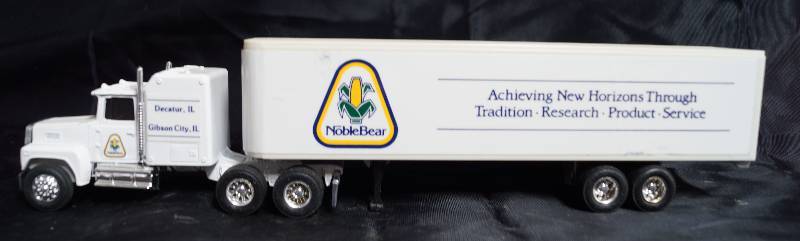 Decatur, IL
Gibson City, IL
NobleBear
Achieving New Horizons Through
Tradition · Research · Product · Service